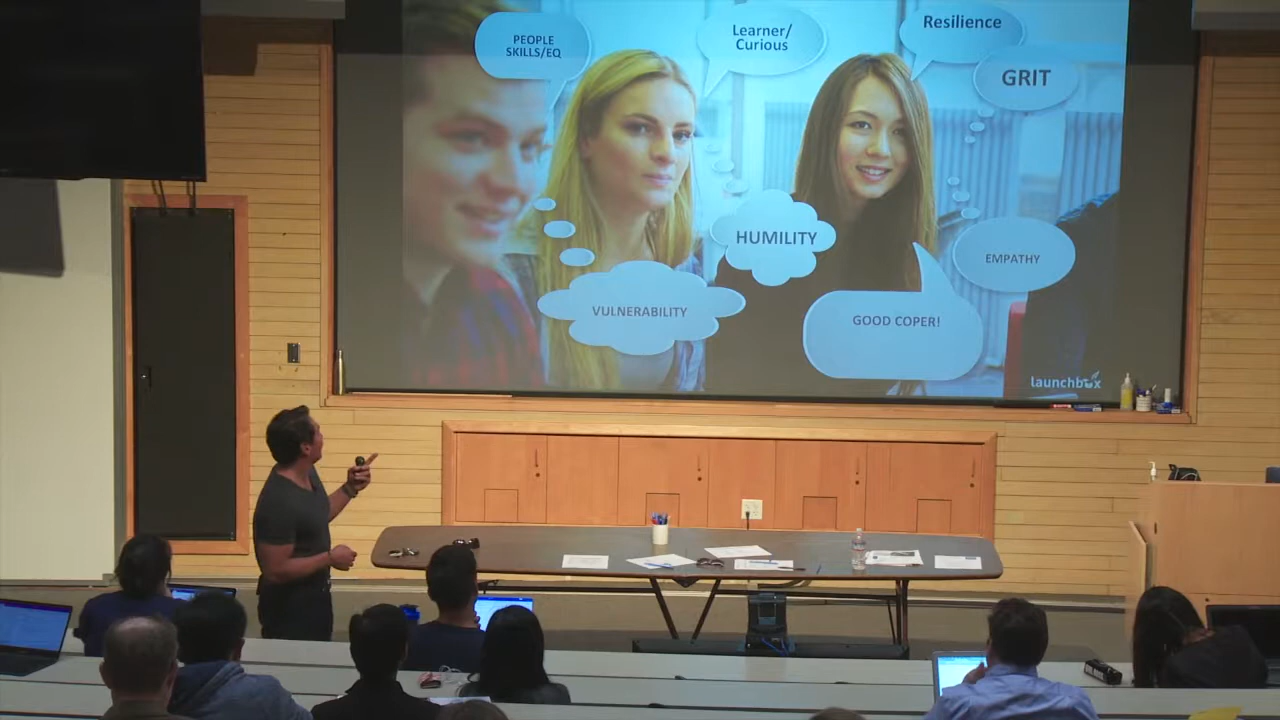 PEOPLE
SKILLS/EQ
Learner/
Curious
Resilience
GRIT
HUMILITY
EMPATHY
VULNERABILITY
GOOD COPER!
launchbox